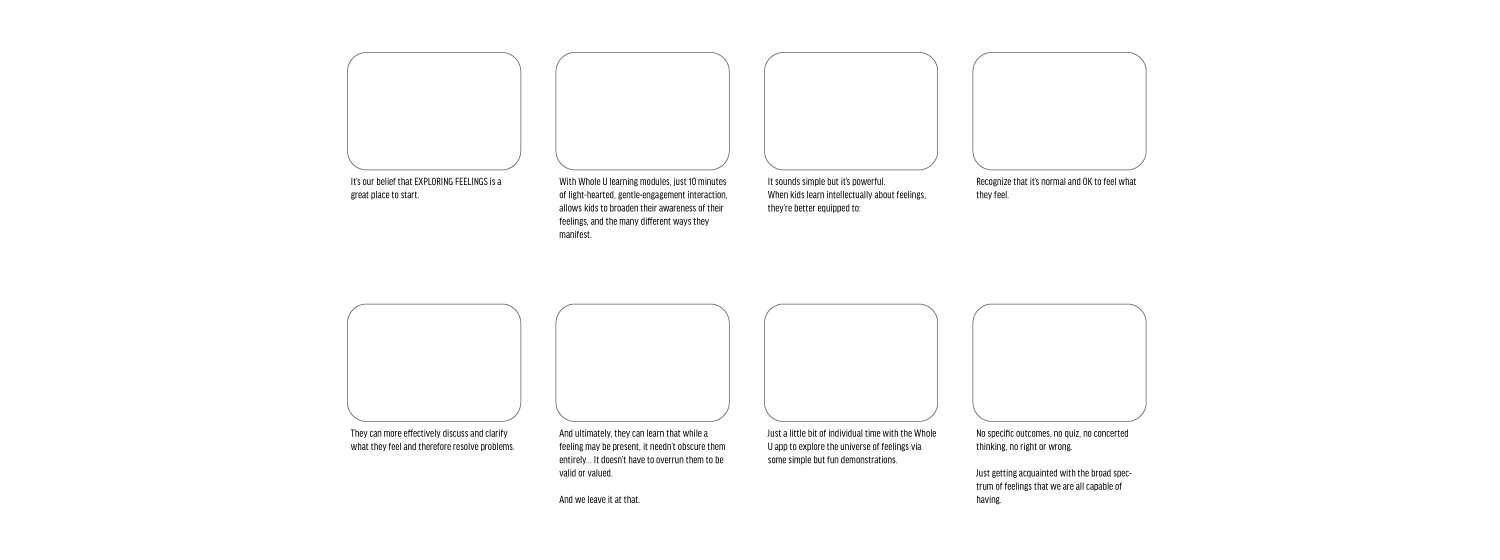 It's our belief that EXPLORING FEELINGS is a
great place to start.
With Whole U learning modules, just 10 minutes
of light-hearted, gentle-engagement interaction,
allows kids to broaden their awareness of their
feelings, and the many different ways they
manifest.
It sounds simple but it's powerful.
When kids learn intellectually about feelings,
they're better equipped to:
Recognize that it's normal and OK to feel what
they feel.
They can more effectively discuss and clarify
what they feel and therefore resolve problems.
And ultimately, they can learn that while a
feeling may be present, it needn't obscure them
entirely... It doesn't have to overrun them to be
valid or valued.
And we leave it at that.
Just a little bit of individual time with the Whole
U app to explore the universe of feelings via
some simple but fun demonstrations.
No specific outcomes, no quiz, no concerted
thinking, no right or wrong.
Just getting acquainted with the broad spec-
trum of feelings that we are all capable of
having.